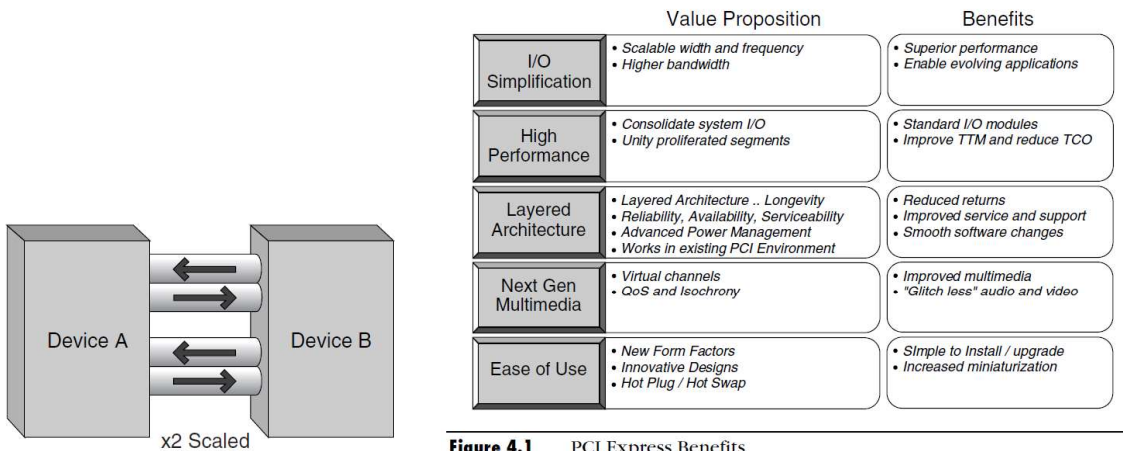 Device A
Device B
x2 Scaled
Value Proposition
Benefits
I/O
Simplification
• Scalable width and frequency
• Higher bandwidth
• Superior performance
• Enable evolving applications
High
Performance
• Consolidate system I/O
• Unity proliferated segments
• Standard I/O modules
• Improve TTM and reduce TCO
Layered
Architecture
• Layered Architecture .. Longevity
• Reliability, Availability, Serviceability
• Advanced Power Management
• Works in existing PCI Environment
• Reduced returns
• Improved service and support
• Smooth software changes
Next Gen
Multimedia
• Virtual channels
• QoS and Isochrony
• Improved multimedia
• "Glitch less" audio and video
Ease of Use
• New Form Factors
• Innovative Designs
• Hot Plug / Hot Swap
• SImple to Install / upgrade
• Increased miniaturization
Figure 4.1 PCI Express Benefits